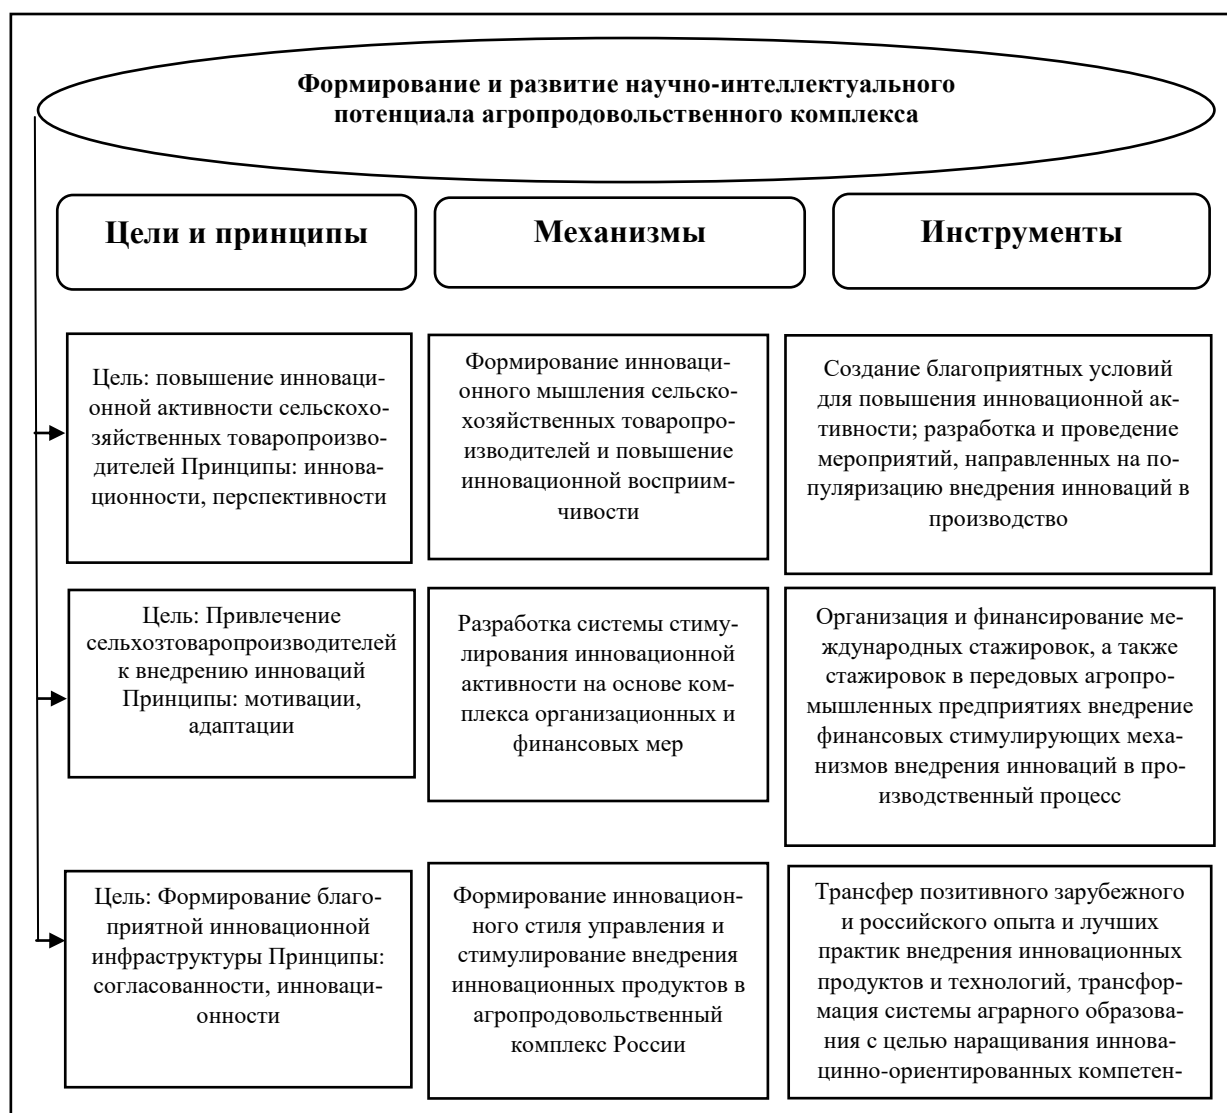 Формирование и развитие научно-интеллектуального
потенциала агропродовольственного комплекса
Цели и принципы
Механизмы
Инструменты
Цель: повышение инноваци-
онной активности сельскохо-
зяйственных товаропроизво-
дителей Принципы: иннова-
ационности, перспективности
Формирование инноваци-
онного мышления сельско-
хозяйственных товаропро-
изводителей и повышение
инновационной восприим-
чивости
Создание благоприятных условий
для повышения инновационной ак-
тивности; разработка и проведение
мероприятий, направленных на по-
пуляризацию внедрения инноваций в
производство
Цель: Привлечение
сельхозтоваропроизводителей
к внедрению инноваций
Принципы: мотивации,
адаптации
Разработка системы стиму-
лирования инновационной
активности на основе ком-
плекса организационных и
финансовых мер
Организация и финансирование ме-
ждународных стажировок, а также
стажировок в передовых агропро-
мышленных предприятиях внедрение
финансовых стимулирующих меха-
низмов внедрения инноваций в про-
изводственный процесс
Цель: Формирование благо-
приятной инновационной
инфраструктуры Принципы:
согласованности, инноваци-
онности
Формирование инновацион-
ного стиля управления и
стимулирование внедрения
инновационных продуктов в
агропродовольственный
комплекс России
Трансфер позитивного зарубежного
и российского опыта и лучших
практик внедрения инновационных
продуктов и технологий, трансфор-
мация системы аграрного образова-
ния с целью наращивания иннова-
цинно-ориентированных компетен-